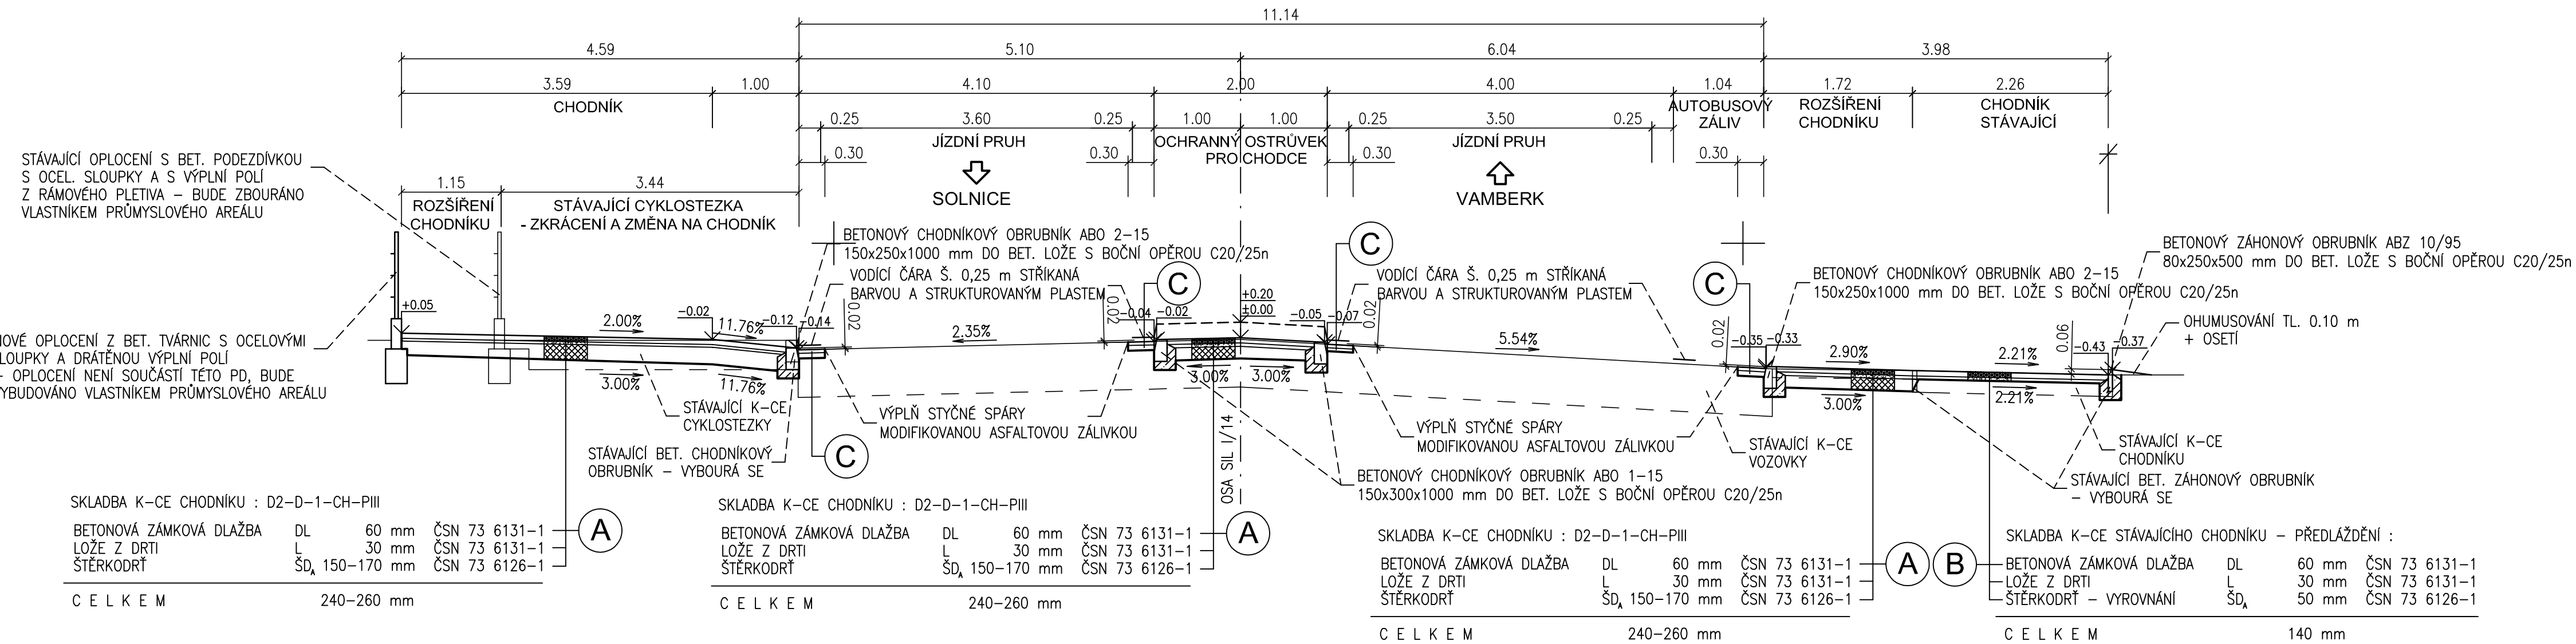 11.14
4.59
5.10
6.04
3.98
3.59
1.00
4.10
2.00
4.00
1.04
1.72
2.26
CHODNÍK
AUTOBUSOVÝ
ZÁLIV
ROZŠÍŘENÍ
CHODNÍKU
CHODNÍK
STÁVAJÍCÍ
0.25
3.60
0.25
1.00
1.00
0.25
3.50
0.25
JÍZDNÍ PRUH
OCHRANNÝ OSTRŮVEK
PRO CHODCE
JÍZDNÍ PRUH
0.30
0.30
0.30
0.30
SOLNICE
VAMBERK
STÁVAJÍCÍ OPLOCENÍ S BET. PODEZDÍVKOU
S OCEL. SLOUPKY A S VÝPLNÍ POLÍ
Z RÁMOVÉHO PLETIVA – BUDE ZBOURÁNO
VLASTNÍKEM PRŮMYSLOVÉHO AREÁLU
1.15
3.44
ROZŠÍŘENÍ
CHODNÍKU
STÁVAJÍCÍ CYKLOSTEZKA
- ZKRÁCENÍ A ZMĚNA NA CHODNÍK
BETONOVÝ CHODNÍKOVÝ OBRUBNÍK ABO 2–15
150x250x1000 mm DO BET. LOŽE S BOČNÍ OPĚROU C20/25n
VODÍCÍ ČÁRA Š. 0,25 m STŘÍKANÁ
BARVOU A STRUKTUROVANÝM PLASTEM
C
C
VODÍCÍ ČÁRA Š. 0,25 m STŘÍKANÁ
BARVOU A STRUKTUROVANÝM PLASTEM
C
BETONOVÝ CHODNÍKOVÝ OBRUBNÍK ABO 2–15
150x250x1000 mm DO BET. LOŽE S BOČNÍ OPĚROU C20/25n
BETONOVÝ ZÁHONOVÝ OBRUBNÍK ABZ 10/95
80x250x500 mm DO BET. LOŽE S BOČNÍ OPĚROU C20/25n
OHUMUSOVÁNÍ TL. 0.10 m
+ OSETÍ
+0.05
2.00%
–0.02
11.76%
–0.12
–0.14
0.02
2.35%
0.02
–0.04
–0.02
+0.20
±0.00
–0.05
–0.07
0.02
5.54%
0.02
–0.35
–0.33
2.90%
2.21%
0.06
–0.43
–0.37
3.00%
11.76%
3.00%
3.00%
3.00%
2.21%
NOVÉ OPLOCENÍ Z BET. TVÁRNIC S OCELOVÝMI
LOUPKY A DRÁTĚNOU VÝPLNÍ POLÍ
– OPLOCENÍ NENÍ SOUČÁSTÍ TÉTO PD, BUDE
YBUDOVÁNO VLASTNÍKEM PRŮMYSLOVÉHO AREÁLU
STÁVAJÍCÍ K–CE
CYKLOSTEZKY
STÁVAJÍCÍ BET. CHODNÍKOVÝ
OBRUBNÍK – VYBOURÁ SE
C
VÝPLŇ STYČNÉ SPÁRY
MODIFIKOVANOU ASFALTOVOU ZÁLIVKOU
OSA SIL I/14
VÝPLŇ STYČNÉ SPÁRY
MODIFIKOVANOU ASFALTOVOU ZÁLIVKOU
STÁVAJÍCÍ K–CE
VOZOVKY
BETONOVÝ CHODNÍKOVÝ OBRUBNÍK ABO 1–15
150x300x1000 mm DO BET. LOŽE S BOČNÍ OPĚROU C20/25n
STÁVAJÍCÍ K–CE
CHODNÍKU
STÁVAJÍCÍ BET. ZÁHONOVÝ OBRUBNÍK
– VYBOURÁ SE
SKLADBA K–CE CHODNÍKU : D2–D–1–CH–PIII
BETONOVÁ ZÁMKOVÁ DLAŽBA DL 60 mm ČSN 73 6131–1
LOŽE Z DRTI L 30 mm ČSN 73 6131–1
ŠTĚRKODRŤ ŠDA 150–170 mm ČSN 73 6126–1
C E L K E M 240–260 mm
A
SKLADBA K–CE CHODNÍKU : D2–D–1–CH–PIII
BETONOVÁ ZÁMKOVÁ DLAŽBA DL 60 mm ČSN 73 6131–1
LOŽE Z DRTI L 30 mm ČSN 73 6131–1
ŠTĚRKODRŤ ŠDA 150–170 mm ČSN 73 6126–1
C E L K E M 240–260 mm
A
SKLADBA K–CE CHODNÍKU : D2–D–1–CH–PIII
BETONOVÁ ZÁMKOVÁ DLAŽBA DL 60 mm ČSN 73 6131–1
LOŽE Z DRTI L 30 mm ČSN 73 6131–1
ŠTĚRKODRŤ ŠDA 150–170 mm ČSN 73 6126–1
C E L K E M 240–260 mm
A
B
SKLADBA K–CE STÁVAJÍCÍHO CHODNÍKU – PŘEDLÁŽDĚNÍ :
BETONOVÁ ZÁMKOVÁ DLAŽBA DL 60 mm ČSN 73 6131–1
LOŽE Z DRTI L 30 mm ČSN 73 6131–1
ŠTĚRKODRŤ – VYROVNÁNÍ ŠDA 50 mm ČSN 73 6126–1
C E L K E M 140 mm